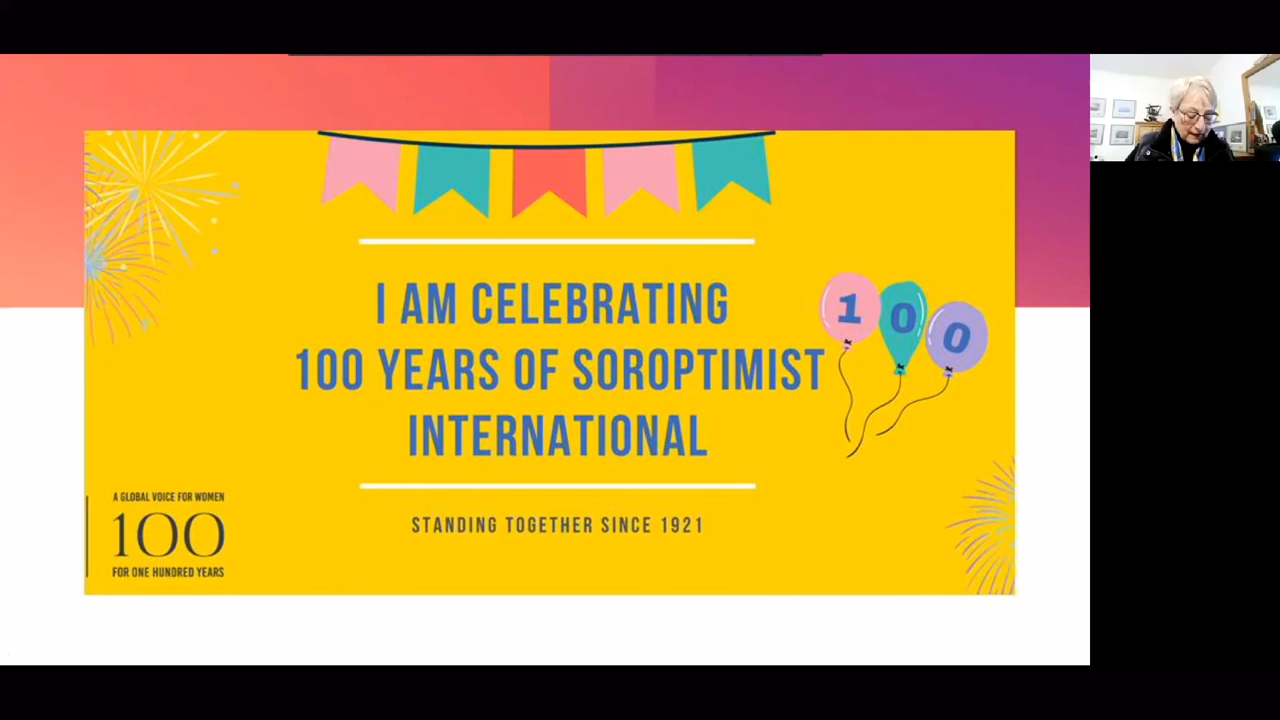 I AM CELEBRATING
100 YEARS OF SOROPTIMIST
INTERNATIONAL
1 0 0
STANDING TOGETHER SINCE 1921
A GLOBAL VOICE FOR WOMEN
100
FOR ONE HUNDRED YEARS